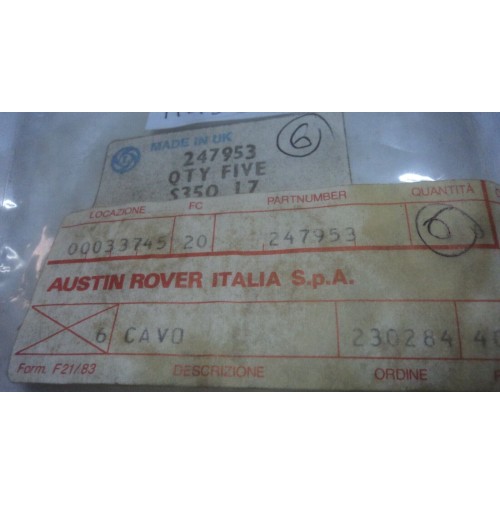 MADE IN UK
6
247953
QTY FIVE
S350 17
LOCAZIONE FC PARTNUMBER QUANTITÀ
00033745 20 247953 6
AUSTIN ROVER ITALIA S.p.A.
6 CAVO 230284
Form. F21/83 DESCRIZIONE ORDINE